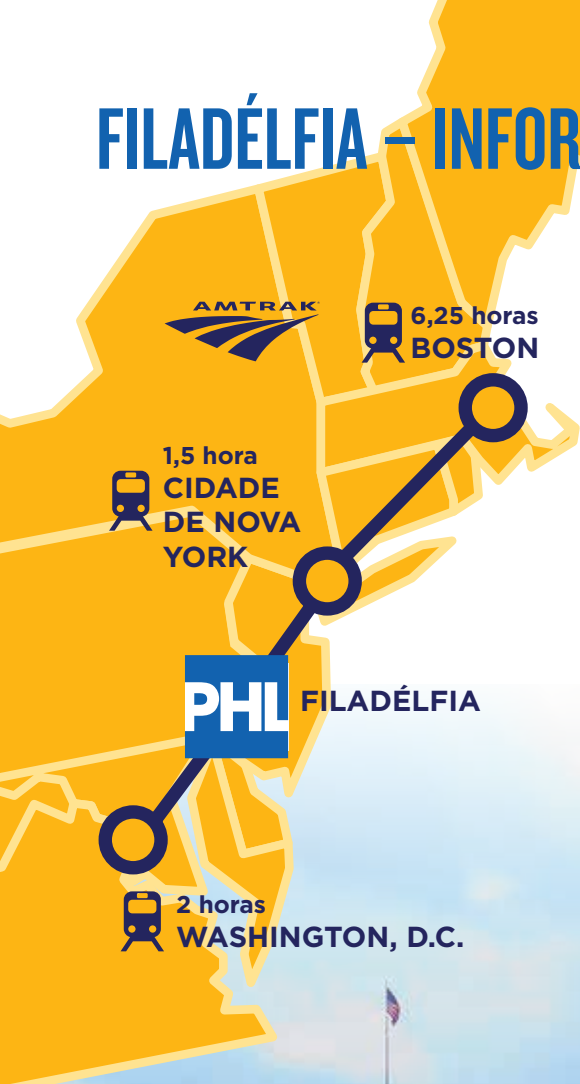 FILADÉLFIA – INFOR
AMTRAK
6,25 horas
BOSTON
1,5 hora
CIDADE
DE NOVA
YORK
PHL
FILADÉLFIA
2 horas
WASHINGTON, D.C.